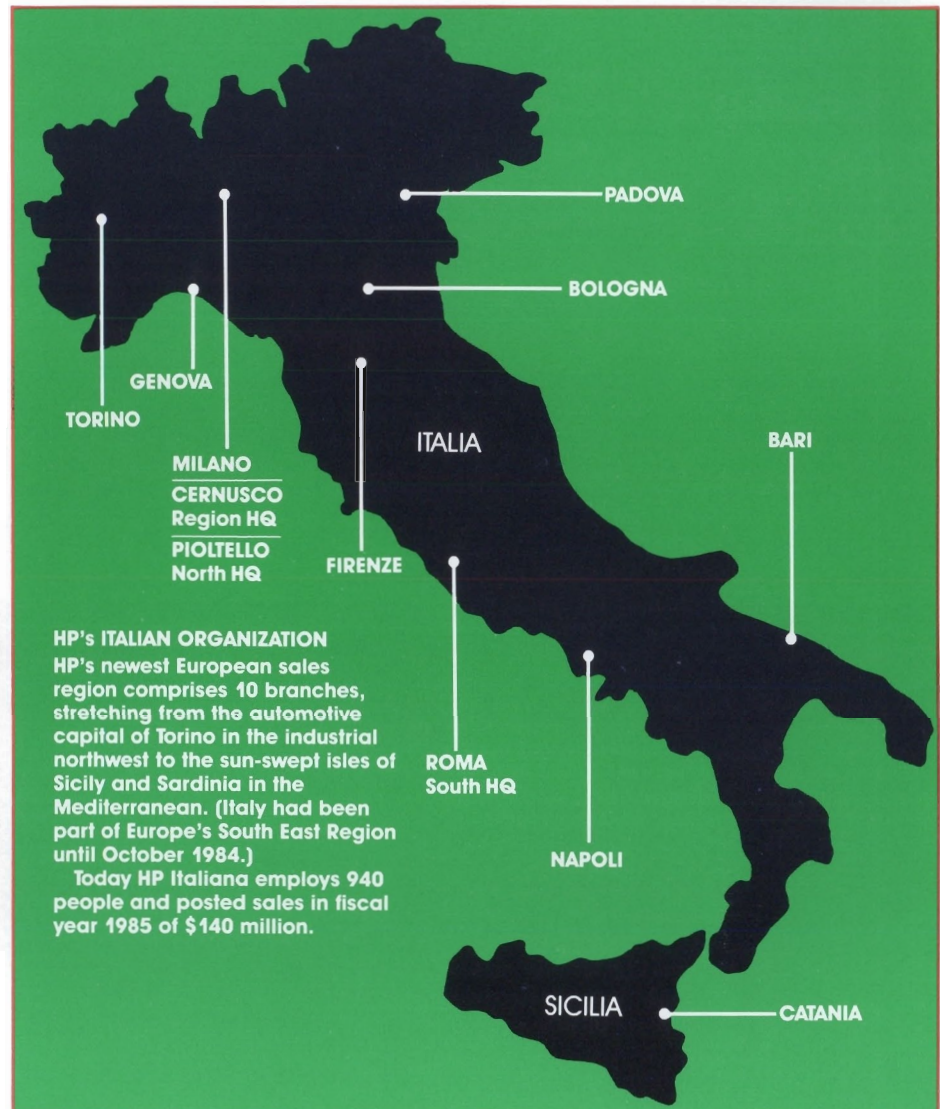 PADOVA
BOLOGNA
GENOVA
TORINO
ITALIA
BARI
MILANO
CERNUSCO
Region HQ
PIOLTELLO
North HQ
FIRENZE
HP's ITALIAN ORGANIZATION
HP's newest European sales
region comprises 10 branches,
stretching from the automotive
capital of Torino in the industrial
northwest to the sun-swept isles of
Sicily and Sardinia in the
Mediterranean. (Italy had been
part of Europe's South East Region
until October 1984.)
Today HP Italiana employs 940
people and posted sales in fiscal
year 1985 of $140 million.
ROMA
South HQ
NAPOLI
SICILIA
CATANIA